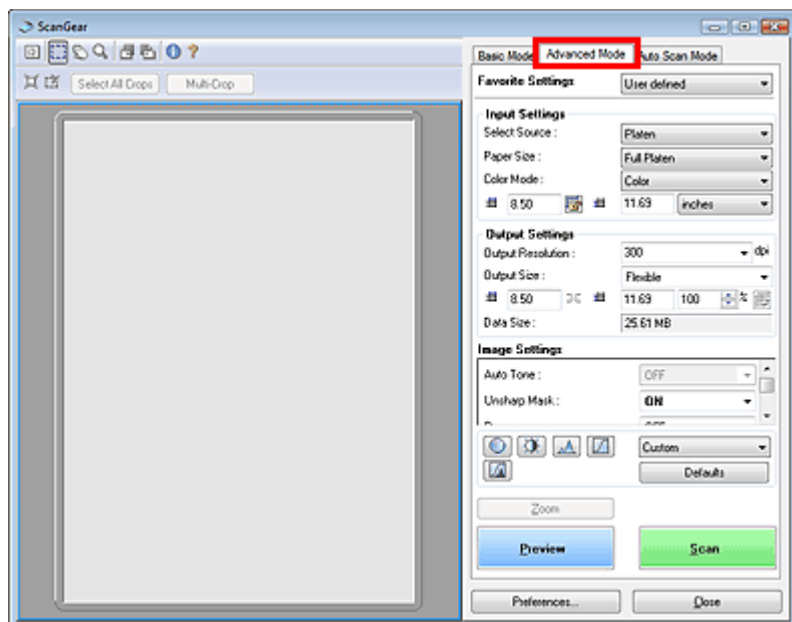 ScanGear
Select All Crops Multi-Crop
Basic Mode Advanced Mode Auto Scan Mode
Favorite Settings User defined
Input Settings
Select Source : Platen
Paper Size : Full Platen
Color Mode : Color
8.50 11.69 inches
Output Settings
Output Resolution : 300 dpi
Output Size : Flexible
8.50 11.69 100 %
Data Size : 25.61 MB
Image Settings
Auto Tone : OFF
Unsharp Mask : ON
Custom
Defaults
Zoom
Preview Scan
Preferences... Close